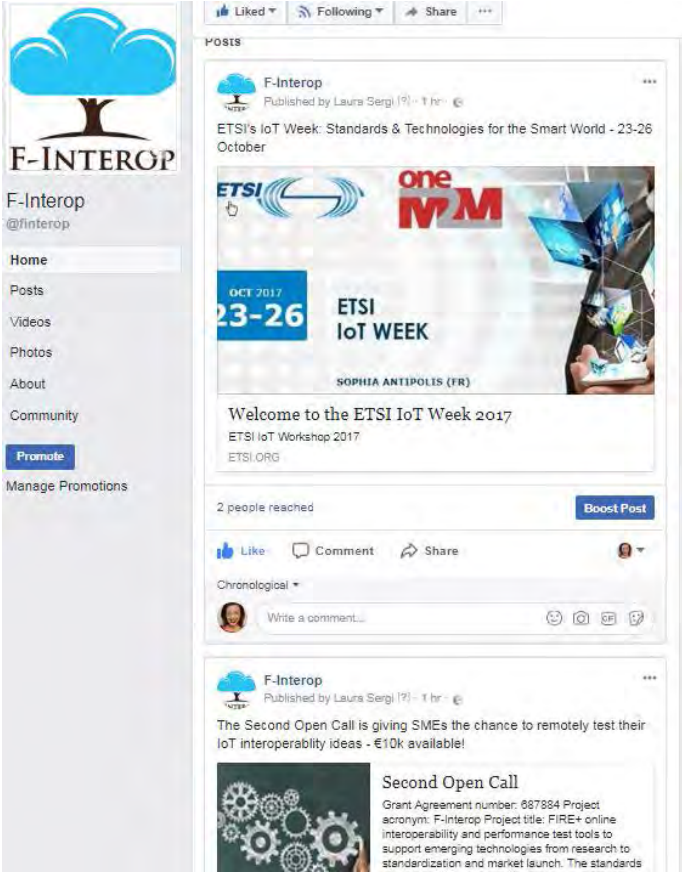 Liked
Following
Share
F-INTEROP
F-Interop
@finterop
Home
Posts
Videos
Photos
About
Community
Promote
Manage Promotions
Posts
F-Interop
Published by Laura Sergi [?] · 1 hr ·
ETSI's IoT Week: Standards & Technologies for the Smart World - 23-26
October
ETSI
one
M2M
OCT 2017
23-26
ETSI
IoT WEEK
SOPHIA ANTIPOLIS (FR)
Welcome to the ETSI IoT Week 2017
ETSI IoT Workshop 2017
ETSI.ORG
2 people reached
Boost Post
Like
Comment
Share
Chronological
Write a comment...
GIF
F-Interop
Published by Laura Sergi [?] · 1 hr ·
The Second Open Call is giving SMEs the chance to remotely test their
IoT interoperablity ideas - €10k available!
Second Open Call
Grant Agreement number: 687884 Project
acronym: F-Interop Project title: FIRE+ online
interoperability and performance test tools to
support emerging technologies from research to
standardization and market launch. The standards